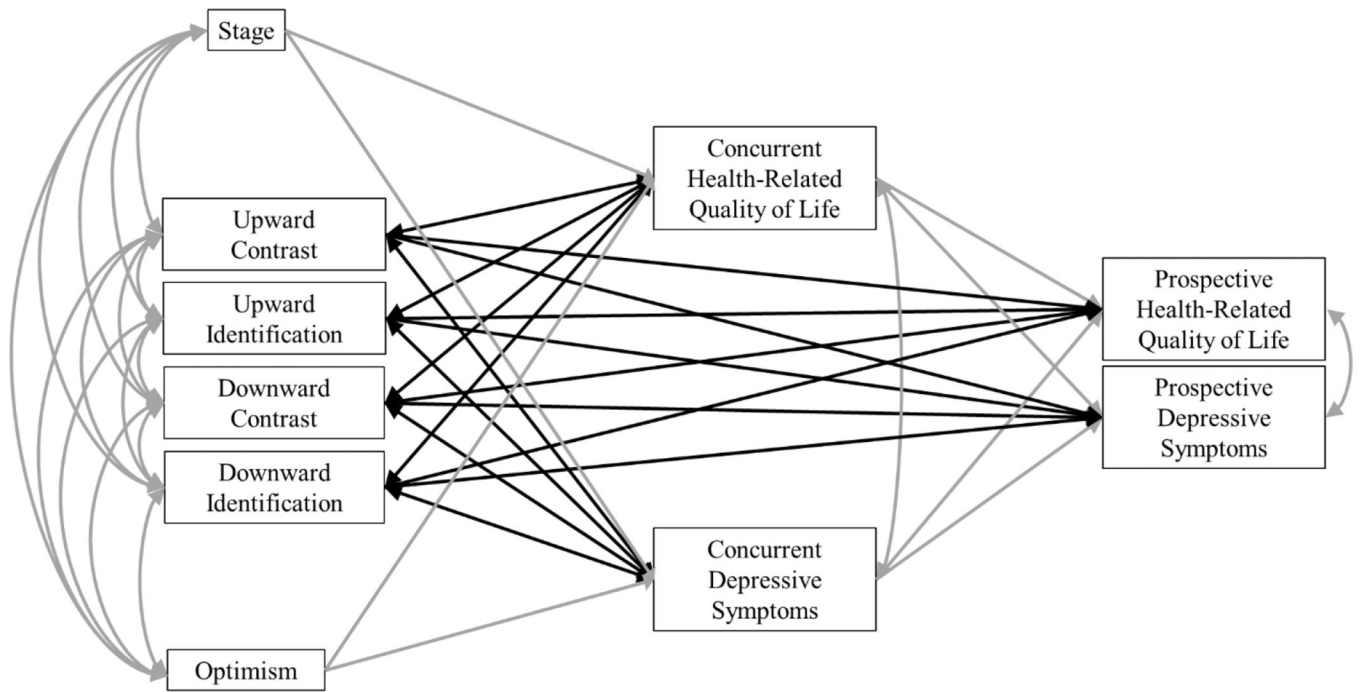 Stage
Upward
Contrast
Upward
Identification
Downward
Contrast
Downward
Identification
Optimism
Concurrent
Health-Related
Quality of Life
Concurrent
Depressive
Symptoms
Prospective
Health-Related
Quality of Life
Prospective
Depressive
Symptoms